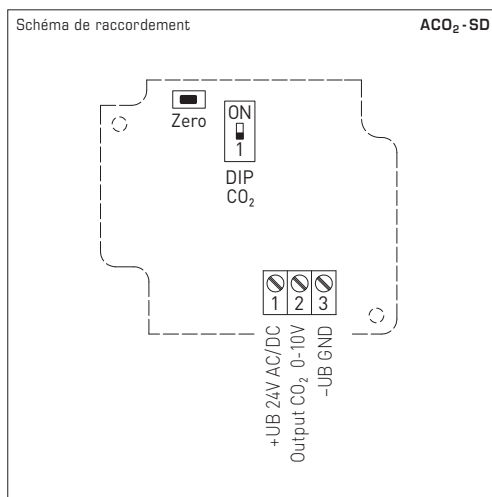 Schéma de raccordement
ACO₂-SD
Zero
ON
1
DIP
CO₂
1 2 3
+UB 24V AC/DC
Output CO₂ 0-10V
-UB GND